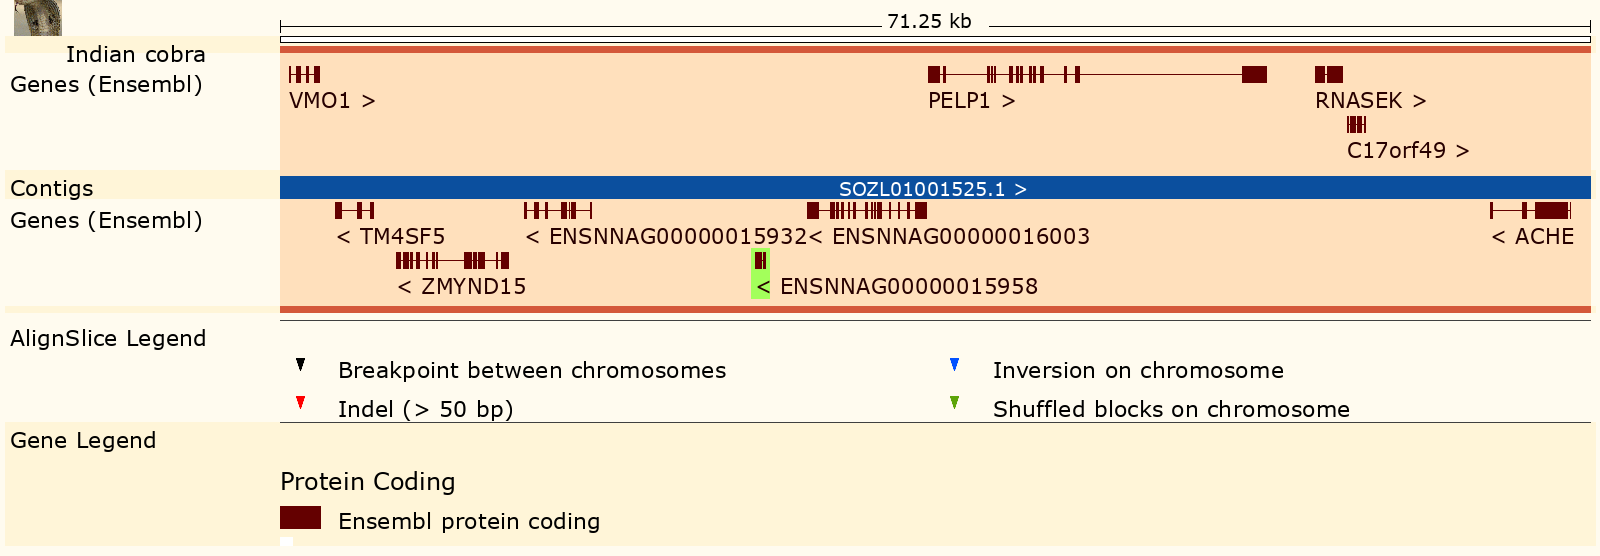 71.25 kb
Indian cobra
Genes (Ensembl)
VMO1 > PELP1 > RNASEK >
C17orf49 >
Contigs SOZL01001525.1 >
Genes (Ensembl)
< TM4SF5 < ENSNNAG00000015932 < ENSNNAG00000016003 < ACHE
< ZMYND15 < ENSNNAG00000015958
AlignSlice Legend
Breakpoint between chromosomes Inversion on chromosome
Indel (> 50 bp) Shuffled blocks on chromosome
Gene Legend
Protein Coding
Ensembl protein coding